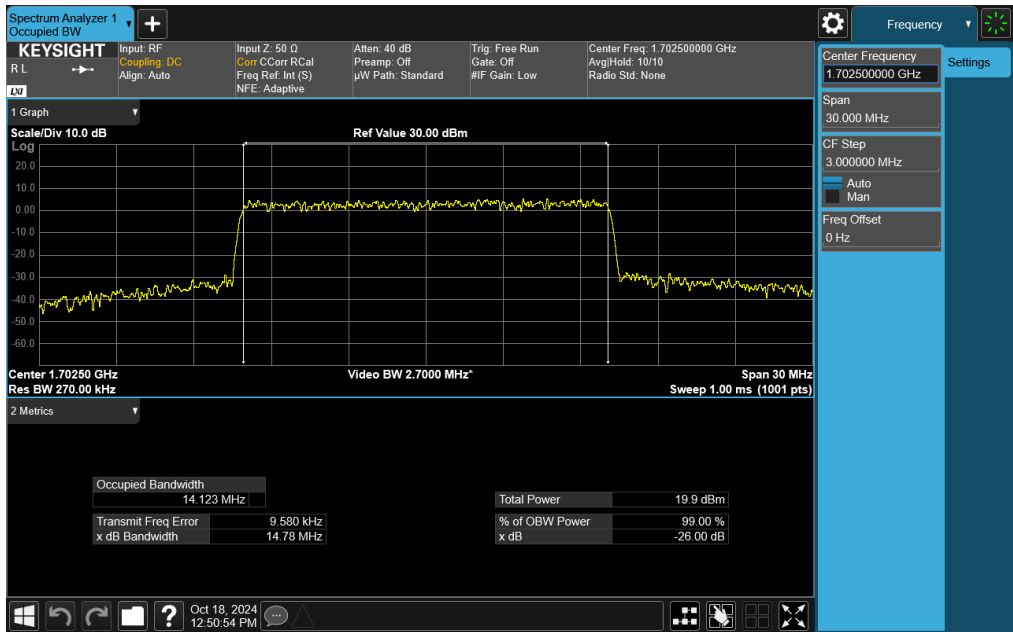 Spectrum Analyzer 1
Occupied BW
Frequency
KEYSIGHT
R L
LXI
Input: RF
Coupling: DC
Align: Auto
Input Z: 50 Ω
Corr CCorr RCal
Freq Ref: Int (S)
NFE: Adaptive
Atten: 40 dB
Preamp: Off
µW Path: Standard
Trig: Free Run
Gate: Off
#IF Gain: Low
Center Freq: 1.702500000 GHz
Avg|Hold: 10/10
Radio Std: None
Center Frequency
1.702500000 GHz
Settings
Span
30.000 MHz
CF Step
3.000000 MHz
Auto
Man
Freq Offset
0 Hz
1 Graph
Scale/Div 10.0 dB
Ref Value 30.00 dBm
Log
20.0
10.0
0.00
-10.0
-20.0
-30.0
-40.0
-50.0
-60.0
Center 1.70250 GHz
Video BW 2.7000 MHz*
Span 30 MHz
Res BW 270.00 kHz
Sweep 1.00 ms (1001 pts)
2 Metrics
Occupied Bandwidth
14.123 MHz
Total Power 19.9 dBm
Transmit Freq Error 9.580 kHz
% of OBW Power 99.00 %
x dB Bandwidth 14.78 MHz
x dB -26.00 dB
Oct 18, 2024
12:50:54 PM